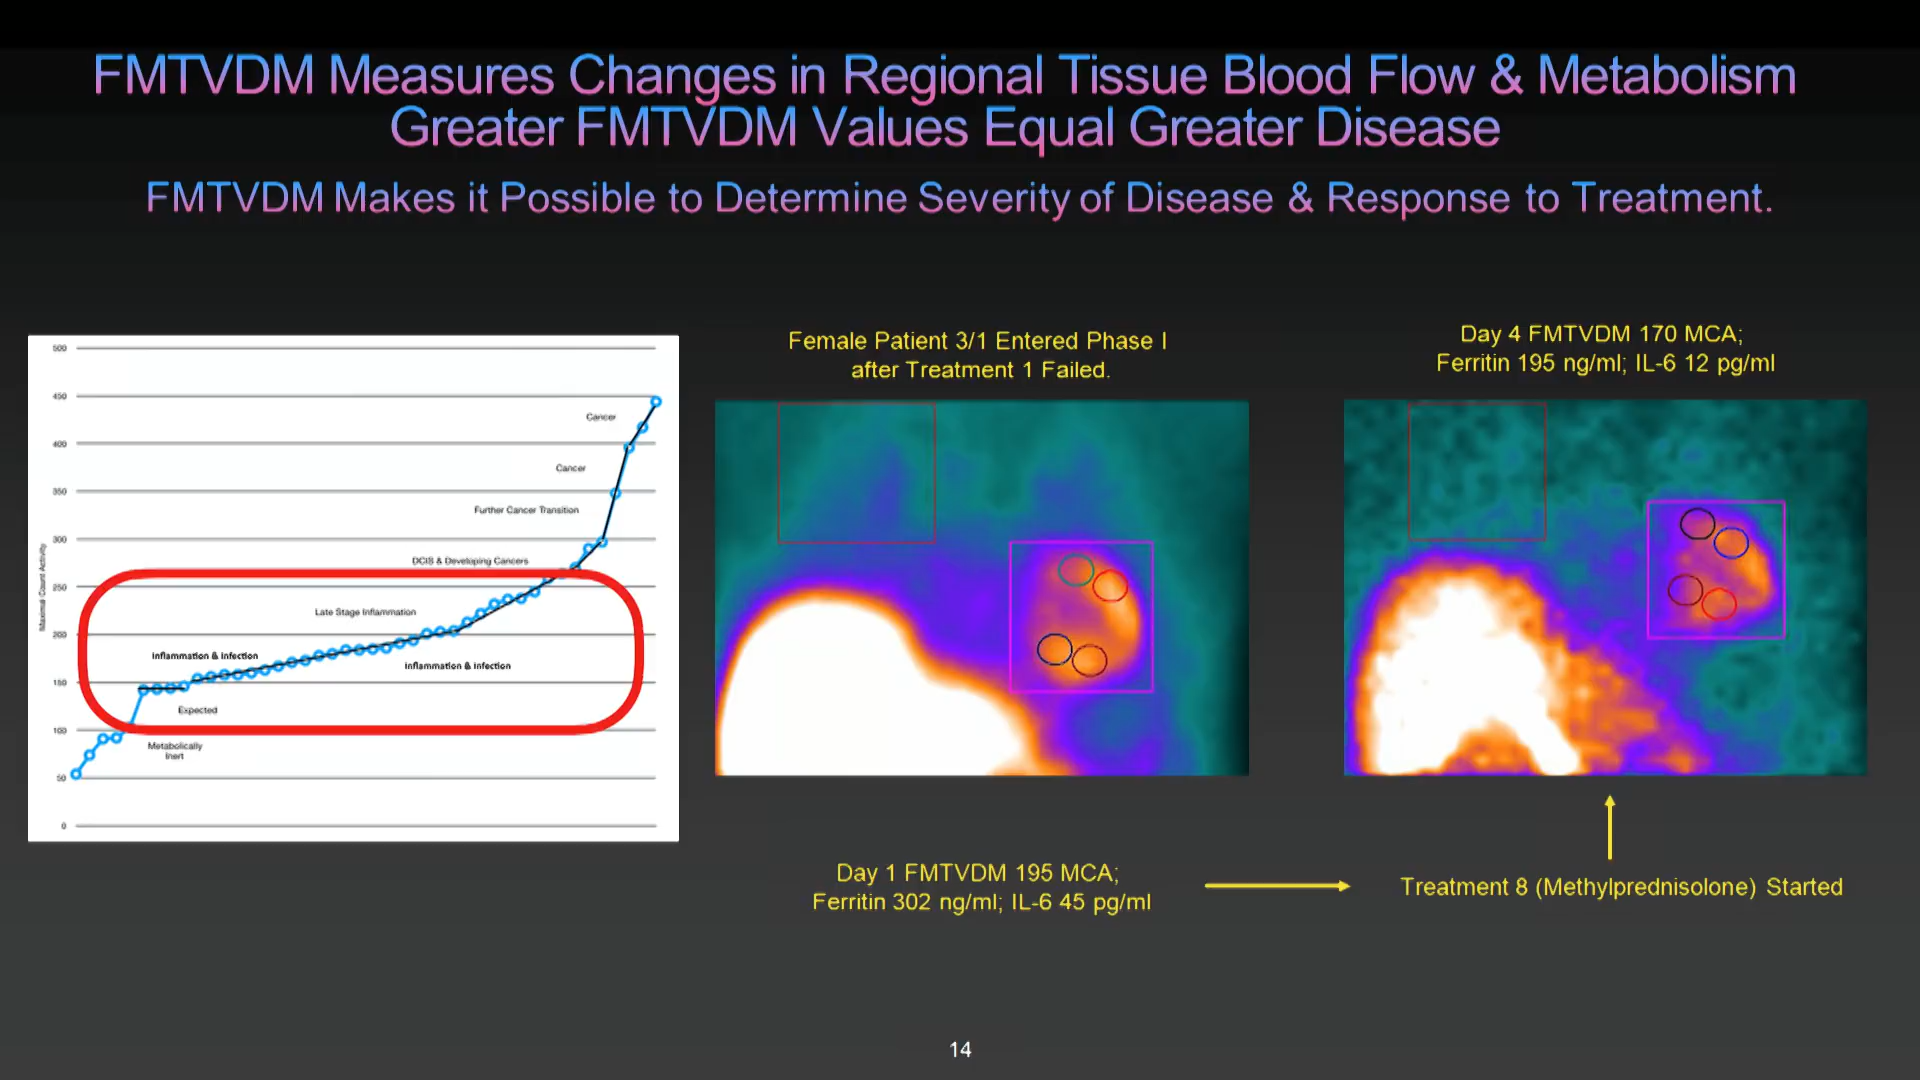 FMTVDM Measures Changes in Regional Tissue Blood Flow & Metabolism
Greater FMTVDM Values Equal Greater Disease
FMTVDM Makes it Possible to Determine Severity of Disease & Response to Treatment.
500
450
400
350
300
250
200
150
100
50
0
Maximal Count Activity
Cancer
Cancer
Further Cancer Transition
DCIS & Developing Cancers
Late Stage Inflammation
Inflammation & Infection
Inflammation & Infection
Expected
Metabolically
Inert
Female Patient 3/1 Entered Phase I
after Treatment 1 Failed.
Day 4 FMTVDM 170 MCA;
Ferritin 195 ng/ml; IL-6 12 pg/ml
Day 1 FMTVDM 195 MCA;
Ferritin 302 ng/ml; IL-6 45 pg/ml
Treatment 8 (Methylprednisolone) Started
14